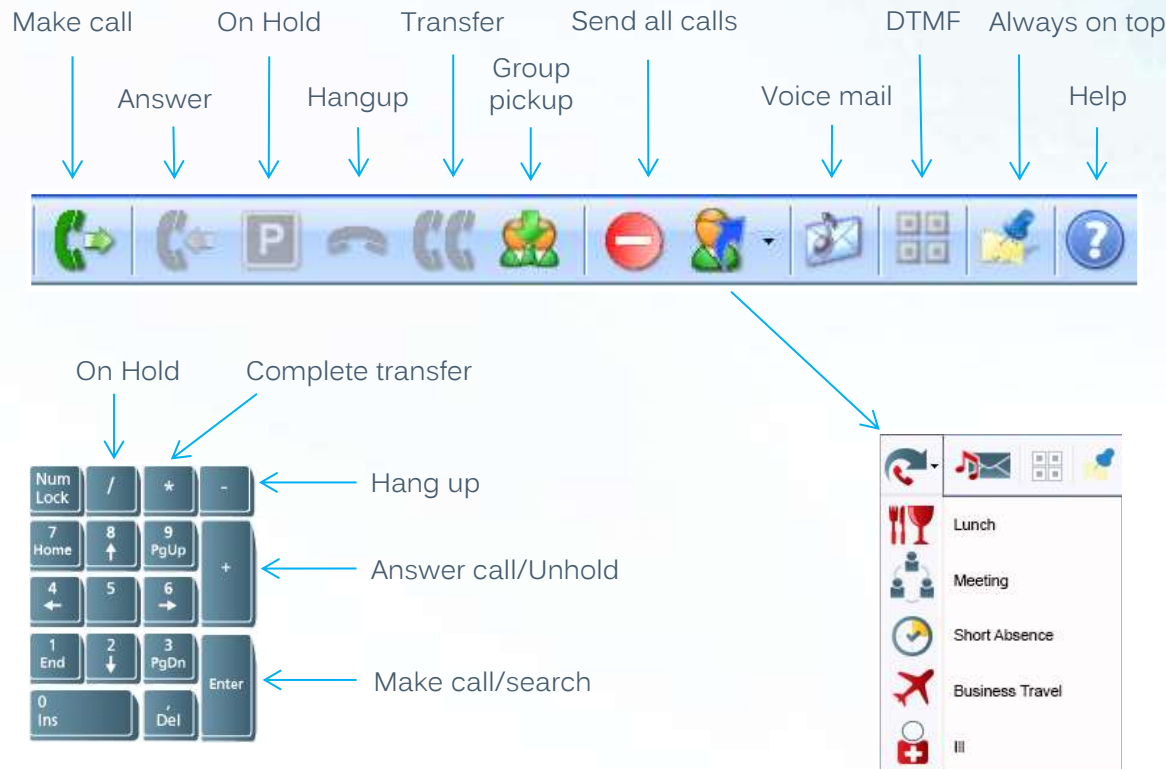 Make call
On Hold
Transfer
Send all calls
DTMF
Always on top
Answer
Hangup
Group
pickup
Voice mail
Help
P
?
On Hold
Complete transfer
Num
Lock
/
*
-
Hang up
7
Home
8
9
PgUp
+
Answer call/Unhold
4
5
6
1
End
2
3
PgDn
Enter
Make call/search
0
Ins
,
Del
Lunch
Meeting
Short Absence
Business Travel
Ill